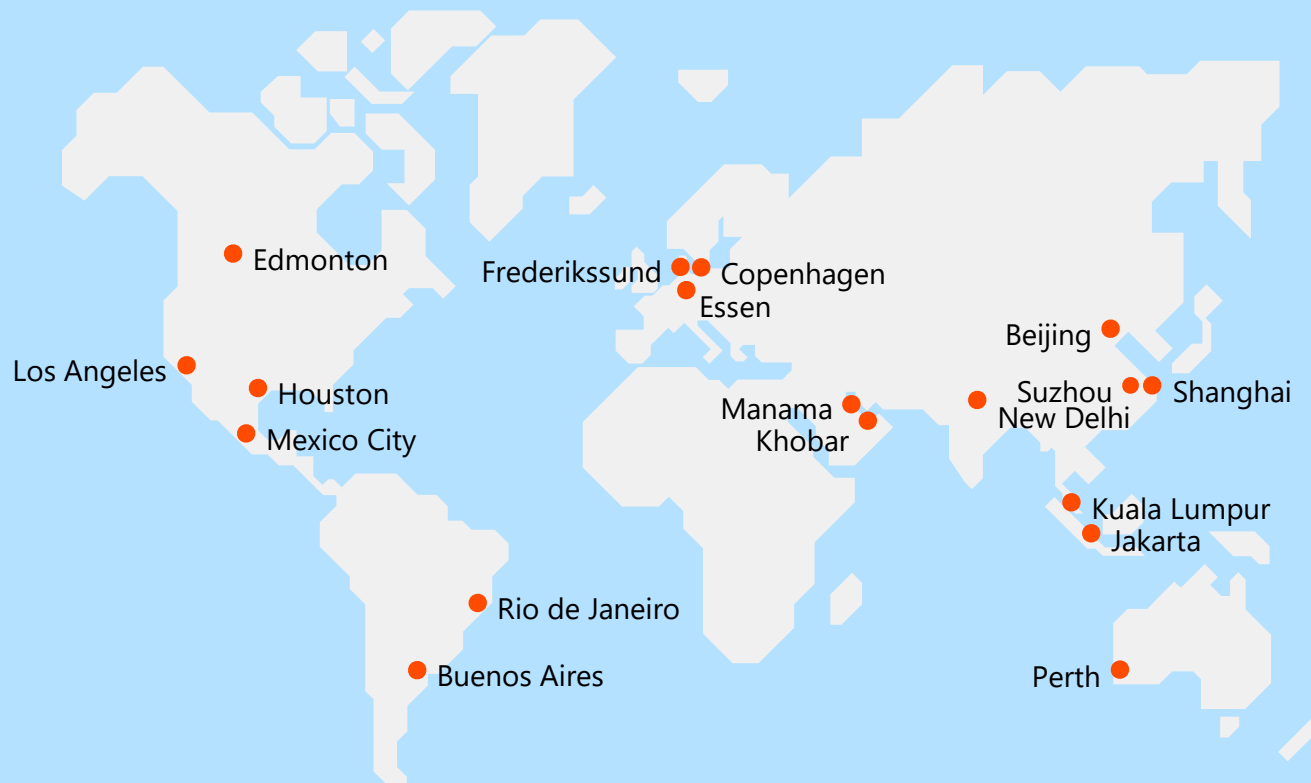 Edmonton
Frederikssund
Copenhagen
Essen
Beijing
Los Angeles
Houston
Suzhou
Shanghai
Manama
New Delhi
Mexico City
Khobar
Kuala Lumpur
Jakarta
Rio de Janeiro
Buenos Aires
Perth